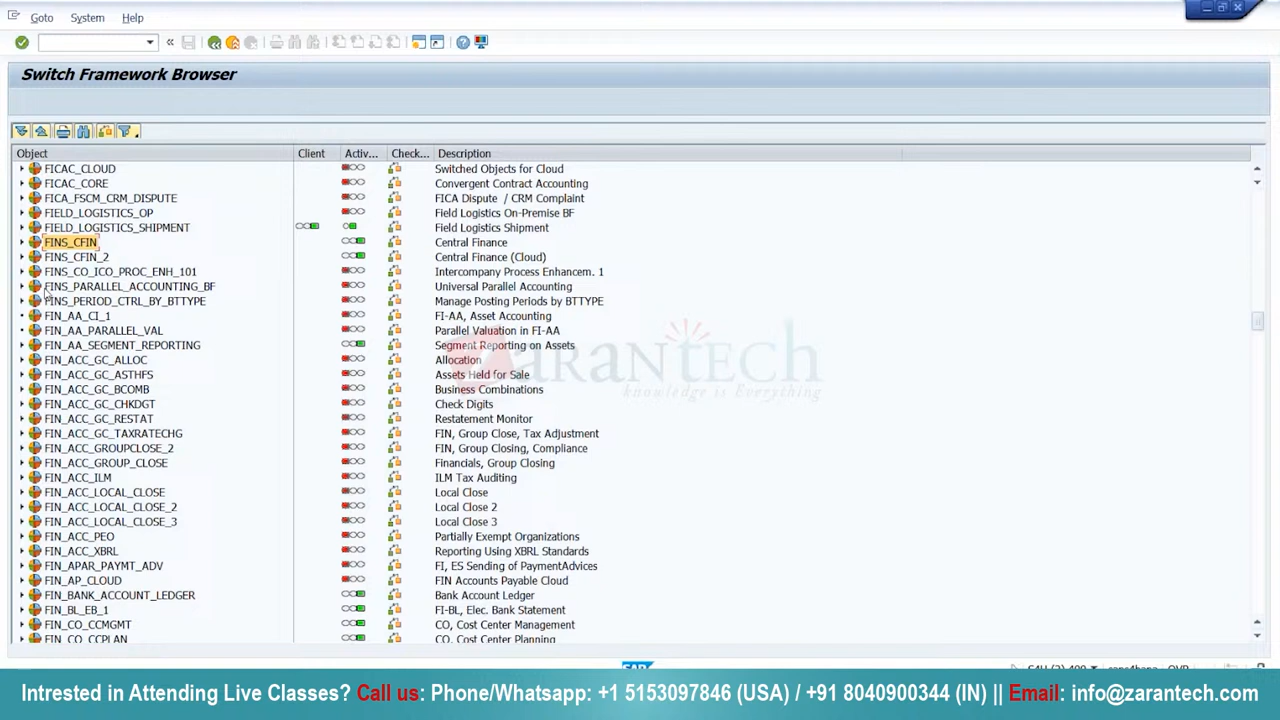 Goto System Help
Switch Framework Browser
Object Client Activ... Check... Description
FICAC_CLOUD Switched Objects for Cloud
FICAC_CORE Convergent Contract Accounting
FICA_FSCM_CRM_DISPUTE FICA Dispute / CRM Complaint
FIELD_LOGISTICS_OP Field Logistics On-Premise BF
FIELD_LOGISTICS_SHIPMENT Field Logistics Shipment
FINS_CFIN Central Finance
FINS_CFIN_2 Central Finance (Cloud)
FINS_CO_ICO_PROC_ENH_101 Intercompany Process Enhancem. 1
FINS_PARALLEL_ACCOUNTING_BF Universal Parallel Accounting
FINS_PERIOD_CTRL_BY_BTTYPE Manage Posting Periods by BTTYPE
FIN_AA_CI_1 FI-AA, Asset Accounting
FIN_AA_PARALLEL_VAL Parallel Valuation in FI-AA
FIN_AA_SEGMENT_REPORTING Segment Reporting on Assets
FIN_ACC_GC_ALLOC Allocation
FIN_ACC_GC_ASTHFS Assets Held for Sale
FIN_ACC_GC_BCOMB Business Combinations
FIN_ACC_GC_CHKDGT Check Digits
FIN_ACC_GC_RESTAT Restatement Monitor
FIN_ACC_GC_TAXRATECHG FIN, Group Close, Tax Adjustment
FIN_ACC_GROUPCLOSE_2 FIN, Group Closing, Compliance
FIN_ACC_GROUP_CLOSE Financials, Group Closing
FIN_ACC_ILM ILM Tax Auditing
FIN_ACC_LOCAL_CLOSE Local Close
FIN_ACC_LOCAL_CLOSE_2 Local Close 2
FIN_ACC_LOCAL_CLOSE_3 Local Close 3
FIN_ACC_PEO Partially Exempt Organizations
FIN_ACC_XBRL Reporting Using XBRL Standards
FIN_APAR_PAYMT_ADV FI, ES Sending of PaymentAdvices
FIN_AP_CLOUD FIN Accounts Payable Cloud
FIN_BANK_ACCOUNT_LEDGER Bank Account Ledger
FIN_BL_EB_1 FI-BL, Elec. Bank Statement
FIN_CO_CCMGMT CO, Cost Center Management
FIN_CO_CCPLAN CO, Cost Center Planning
zarantech
knowledge is Everything
Intrested in Attending Live Classes? Call us: Phone/Whatsapp: +1 5153097846 (USA) / +91 8040900344 (IN) || Email: info@zarantech.com